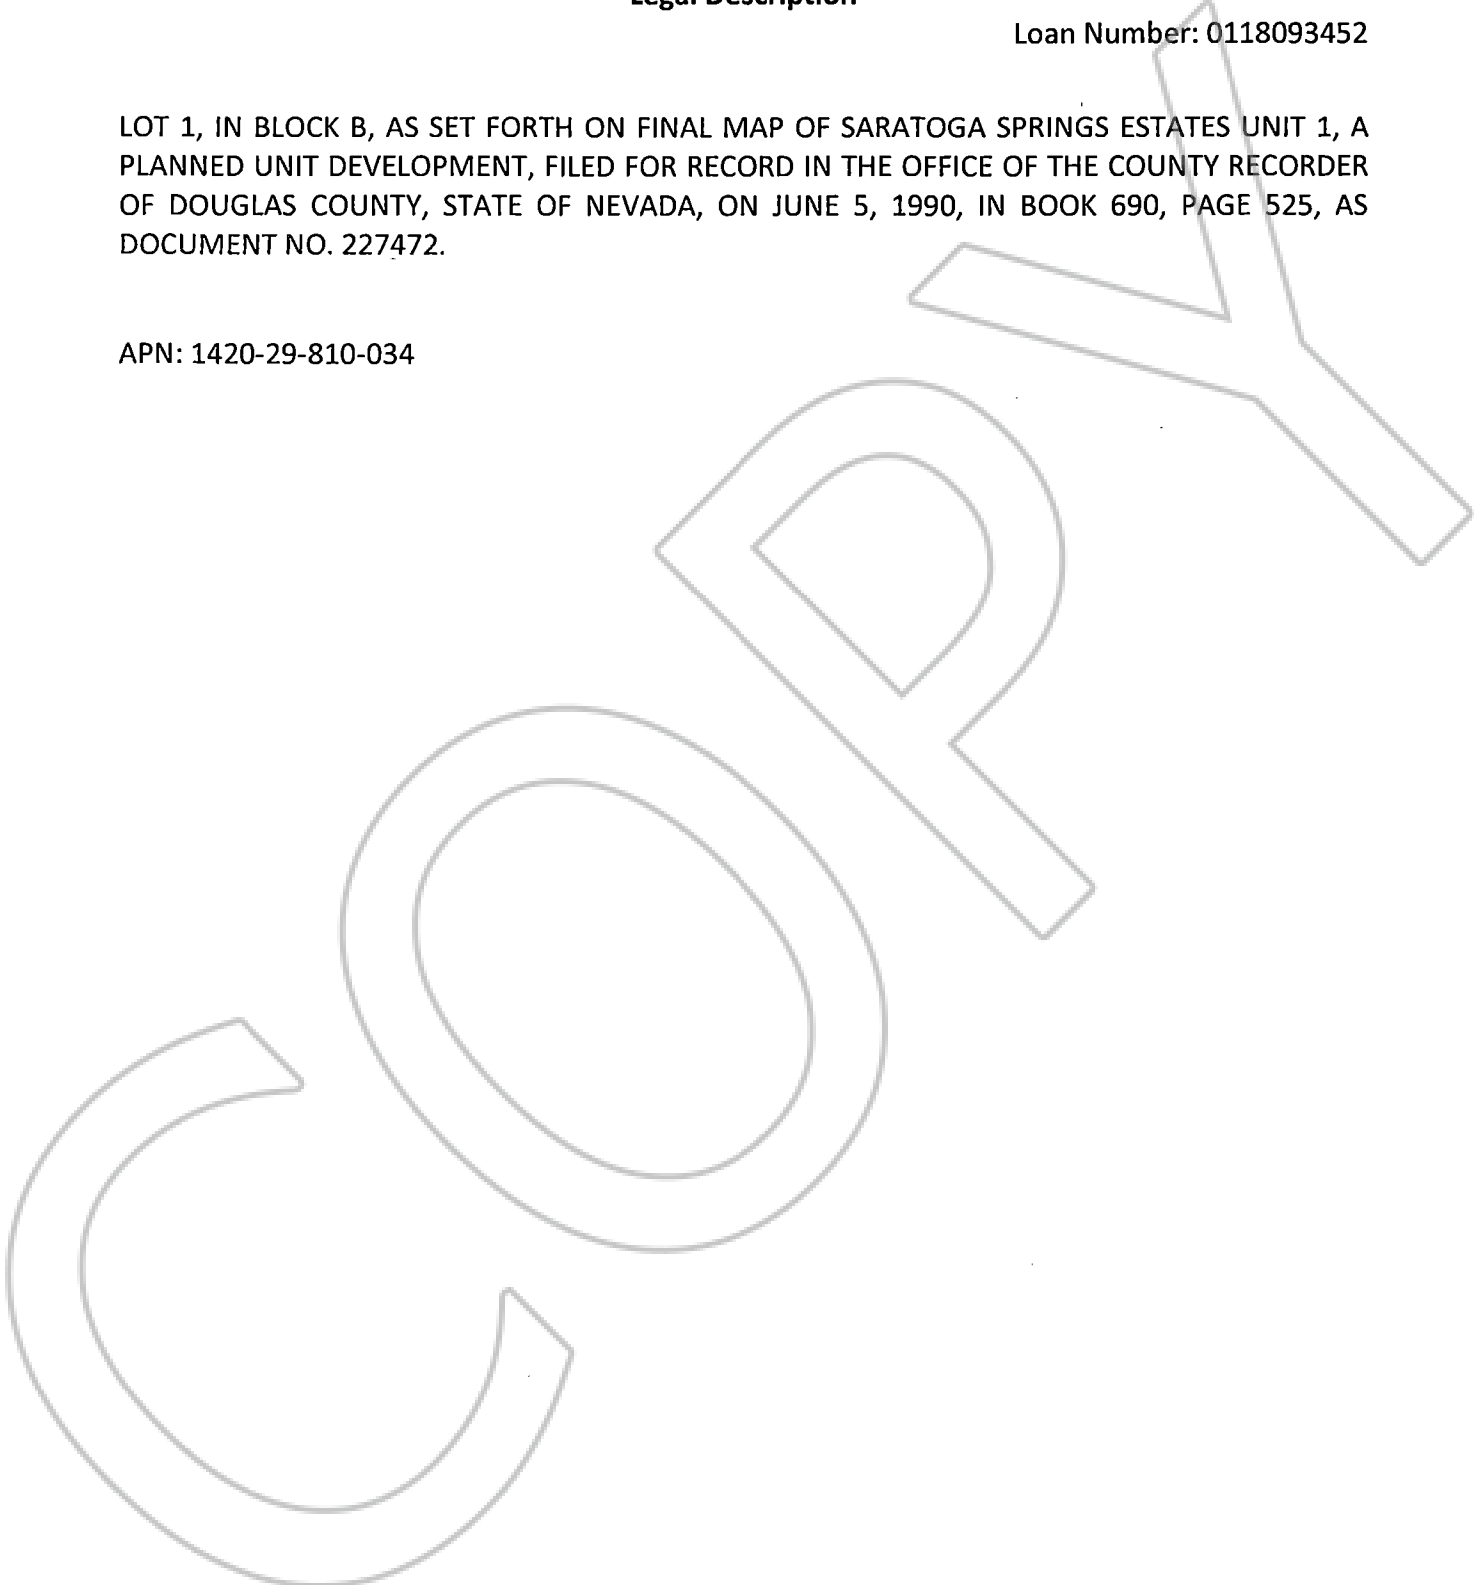 Legal Description
Loan Number: 0118093452
LOT 1, IN BLOCK B, AS SET FORTH ON FINAL MAP OF SARATOGA SPRINGS ESTATES UNIT 1, A
PLANNED UNIT DEVELOPMENT, FILED FOR RECORD IN THE OFFICE OF THE COUNTY RECORDER
OF DOUGLAS COUNTY, STATE OF NEVADA, ON JUNE 5, 1990, IN BOOK 690, PAGE 525, AS
DOCUMENT NO. 227472.
APN: 1420-29-810-034
COPY